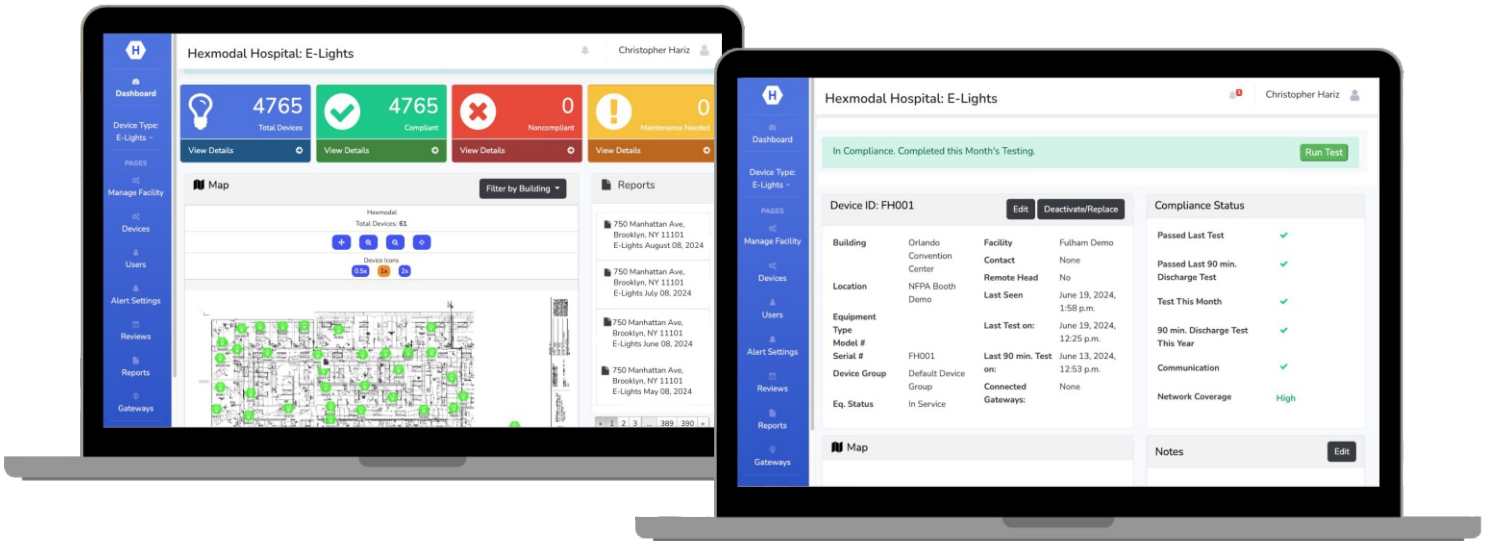 H
Hexmodal Hospital: E-Lights
Christopher Hariz
Dashboard
Device Type:
E-Lights
PAGES
Manage Facility
Devices
Users
Alert Settings
Reviews
Reports
Gateways
4765
Total Devices
View Details
4765
Compliant
View Details
0
Noncompliant
View Details
0
Maintenance Needed
View Details
Map
Filter by Building
Hexmodal
Total Devices: 61
Device Icons
0.5x 1x 2x
Reports
750 Manhattan Ave,
Brooklyn, NY 11101
E-Lights August 08, 2024
750 Manhattan Ave,
Brooklyn, NY 11101
E-Lights July 08, 2024
750 Manhattan Ave,
Brooklyn, NY 11101
E-Lights June 08, 2024
750 Manhattan Ave,
Brooklyn, NY 11101
E-Lights May 08, 2024
« 1 2 3 ... 389 390 »
H
Hexmodal Hospital: E-Lights
Christopher Hariz
Dashboard
Device Type:
E-Lights
PAGES
Manage Facility
Devices
Users
Alert Settings
Reviews
Reports
Gateways
In Compliance. Completed this Month's Testing.
Run Test
Device ID: FH001
Edit
Deactivate/Replace
Building
Orlando
Convention
Center
Location
NFPA Booth
Demo
Equipment
Type
Model #
Serial #
FH001
Device Group
Default Device
Group
Eq. Status
In Service
Facility
Fulham Demo
Contact
None
Remote Head
No
Last Seen
June 19, 2024,
1:58 p.m.
Last Test on:
June 19, 2024,
12:25 p.m.
Last 90 min. Test
on:
June 13, 2024,
12:53 p.m.
Connected
Gateways:
None
Compliance Status
Passed Last Test
Passed Last 90 min.
Discharge Test
Test This Month
90 min. Discharge Test
This Year
Communication
Network Coverage
High
Map
Notes
Edit